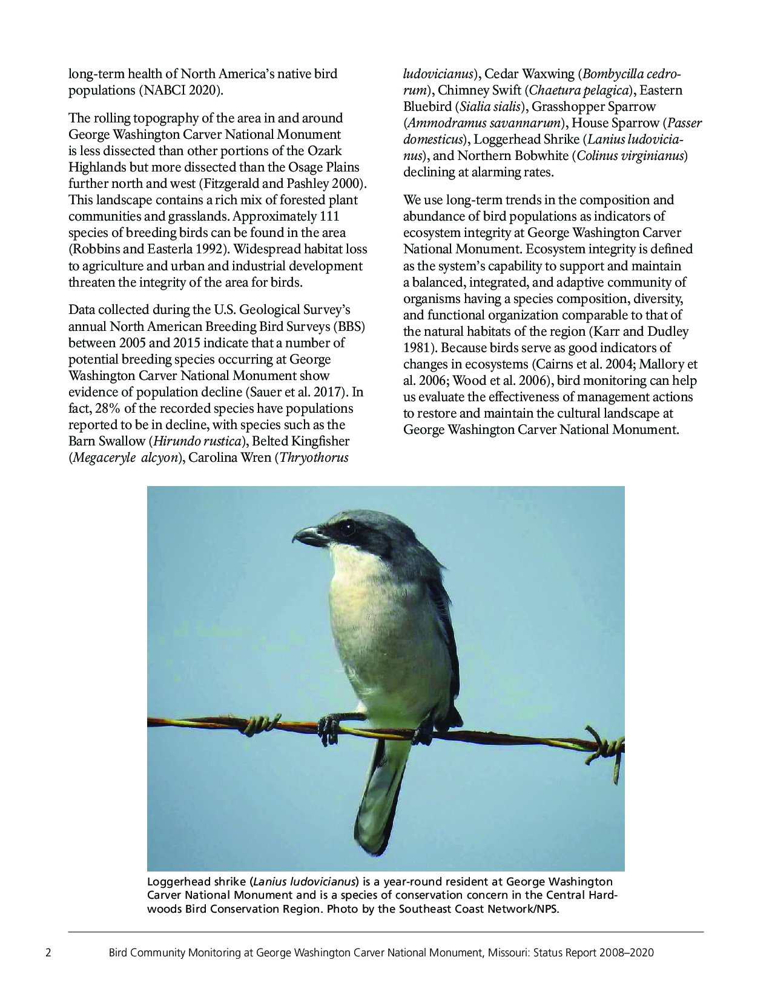 long-term health of North America's native bird
populations (NABCI 2020).
The rolling topography of the area in and around
George Washington Carver National Monument
is less dissected than other portions of the Ozark
Highlands but more dissected than the Osage Plains
further north and west (Fitzgerald and Pashley 2000).
This landscape contains a rich mix of forested plant
communities and grasslands. Approximately 111
species of breeding birds can be found in the area
(Robbins and Easterla 1992). Widespread habitat loss
to agriculture and urban and industrial development
threaten the integrity of the area for birds.
Data collected during the U.S. Geological Survey's
annual North American Breeding Bird Surveys (BBS)
between 2005 and 2015 indicate that a number of
potential breeding species occurring at George
Washington Carver National Monument show
evidence of population decline (Sauer et al. 2017). In
fact, 28% of the recorded species have populations
reported to be in decline, with species such as the
Barn Swallow (Hirundo rustica), Belted Kingfisher
(Megaceryle alcyon), Carolina Wren (Thryothorus
ludovicianus), Cedar Waxwing (Bombycilla cedro-
rum), Chimney Swift (Chaetura pelagica), Eastern
Bluebird (Sialia sialis), Grasshopper Sparrow
(Ammodramus savannarum), House Sparrow (Passer
domesticus), Loggerhead Shrike (Lanius ludovicia-
nus), and Northern Bobwhite (Colinus virginianus)
declining at alarming rates.
We use long-term trends in the composition and
abundance of bird populations as indicators of
ecosystem integrity at George Washington Carver
National Monument. Ecosystem integrity is defined
as the system's capability to support and maintain
a balanced, integrated, and adaptive community of
organisms having a species composition, diversity,
and functional organization comparable to that of
the natural habitats of the region (Karr and Dudley
1981). Because birds serve as good indicators of
changes in ecosystems (Cairns et al. 2004; Mallory et
al. 2006; Wood et al. 2006), bird monitoring can help
us evaluate the effectiveness of management actions
to restore and maintain the cultural landscape at
George Washington Carver National Monument.
Loggerhead shrike (Lanius ludovicianus) is a year-round resident at George Washington
Carver National Monument and is a species of conservation concern in the Central Hard-
woods Bird Conservation Region. Photo by the Southeast Coast Network/NPS.
2 Bird Community Monitoring at George Washington Carver National Monument, Missouri: Status Report 2008–2020